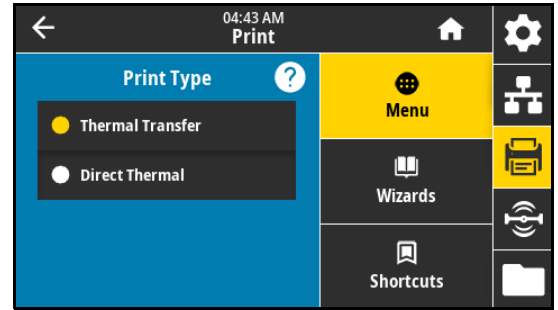 04:43 AM
Print
Print Type ?
Thermal Transfer
Direct Thermal
Menu
Wizards
Shortcuts